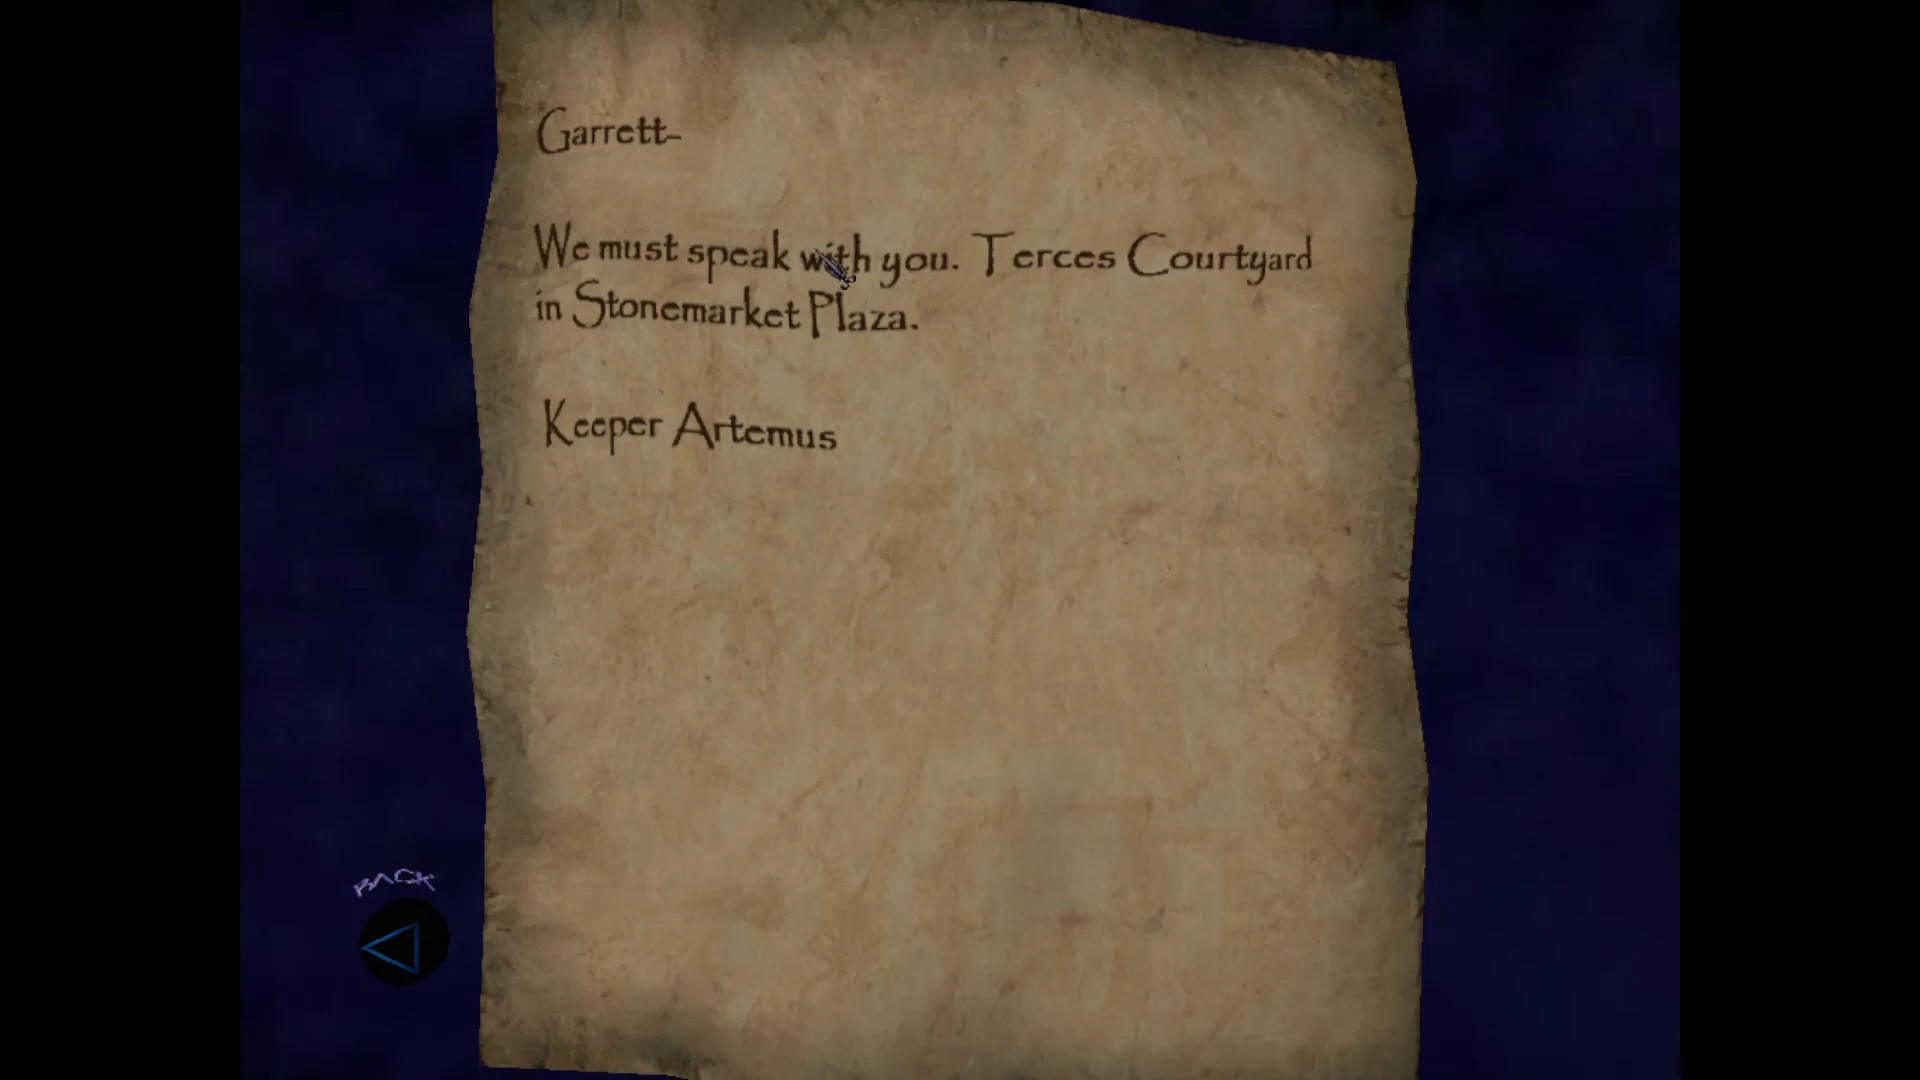 Garrett-
We must speak with you. Terces Courtyard
in Stonemarket Plaza.
Keeper Artemus
BACK